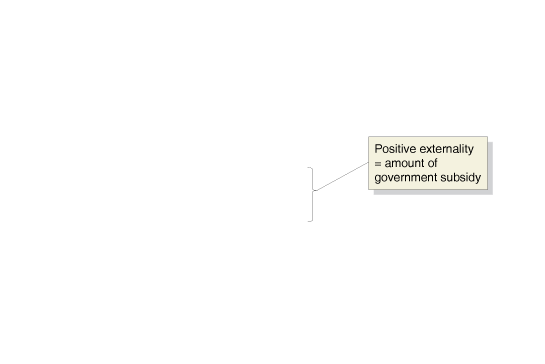 Positive externality
= amount of
government subsidy